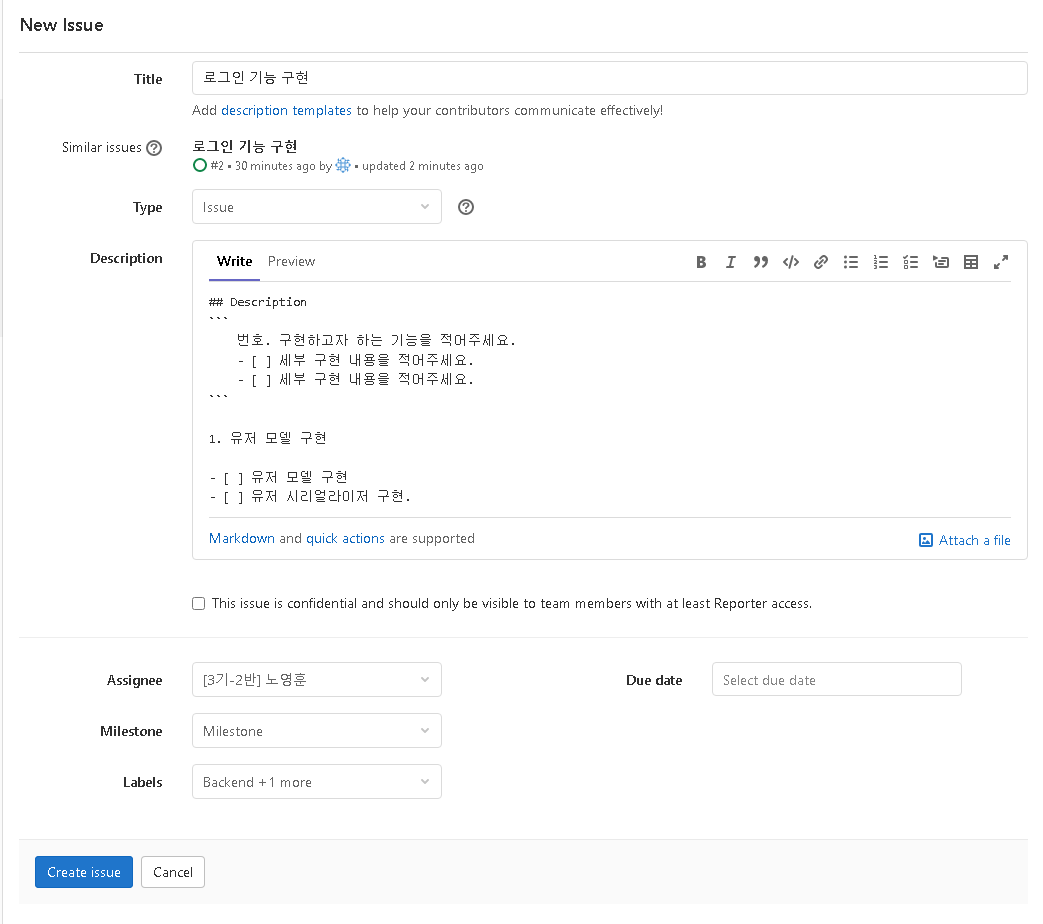 New Issue
Title
로그인 기능 구현
Add description templates to help your contributors communicate effectively!
Similar issues
로그인 기능 구현
#2 • 30 minutes ago by • updated 2 minutes ago
Type
Issue
Description
Write Preview
## Description
```
번호. 구현하고자 하는 기능을 적어주세요.
- [ ] 세부 구현 내용을 적어주세요.
- [ ] 세부 구현 내용을 적어주세요.
```
1. 유저 모델 구현
- [ ] 유저 모델 구현
- [ ] 유저 시리얼라이저 구현.
Markdown and quick actions are supported
Attach a file
This issue is confidential and should only be visible to team members with at least Reporter access.
Assignee
[3기-2반] 노영훈
Due date
Select due date
Milestone
Milestone
Labels
Backend +1 more
Create issue
Cancel